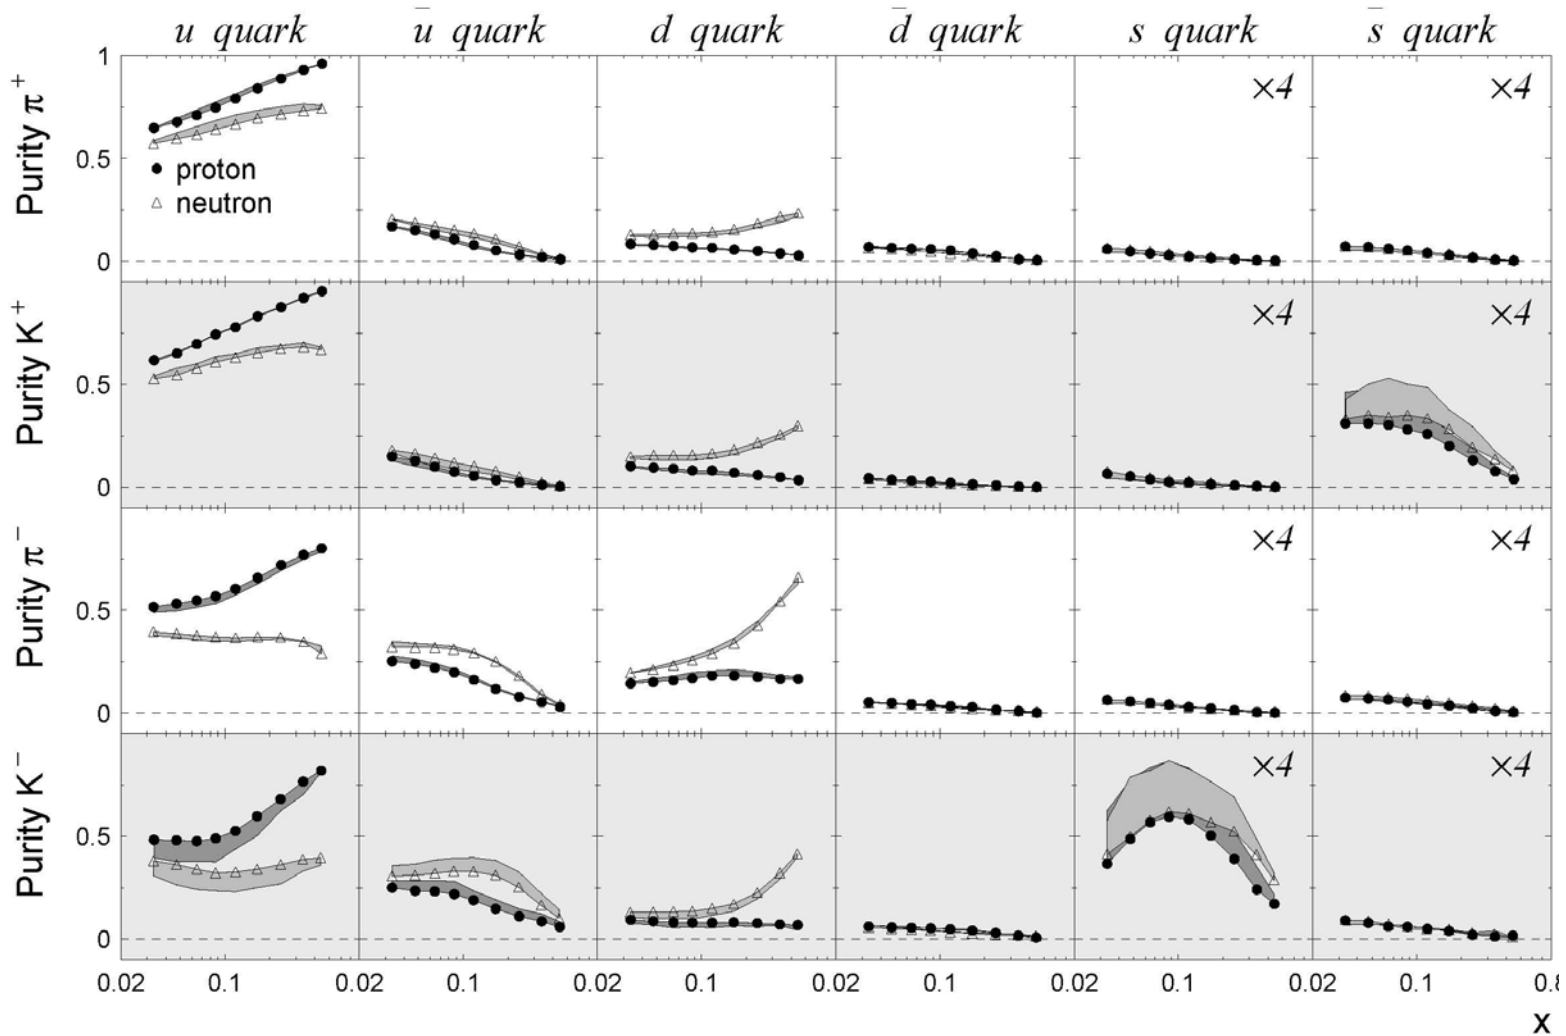 u quark ū quark d quark d̄ quark s quark s̄ quark
Purity π⁺
1
0.5
0
proton
neutron
×4 ×4
Purity K⁺
0.5
0
×4 ×4
Purity π⁻
0.5
0
×4 ×4
Purity K⁻
0.5
0
×4 ×4
0.02 0.1 0.02 0.1 0.02 0.1 0.02 0.1 0.02 0.1 0.02 0.1
x